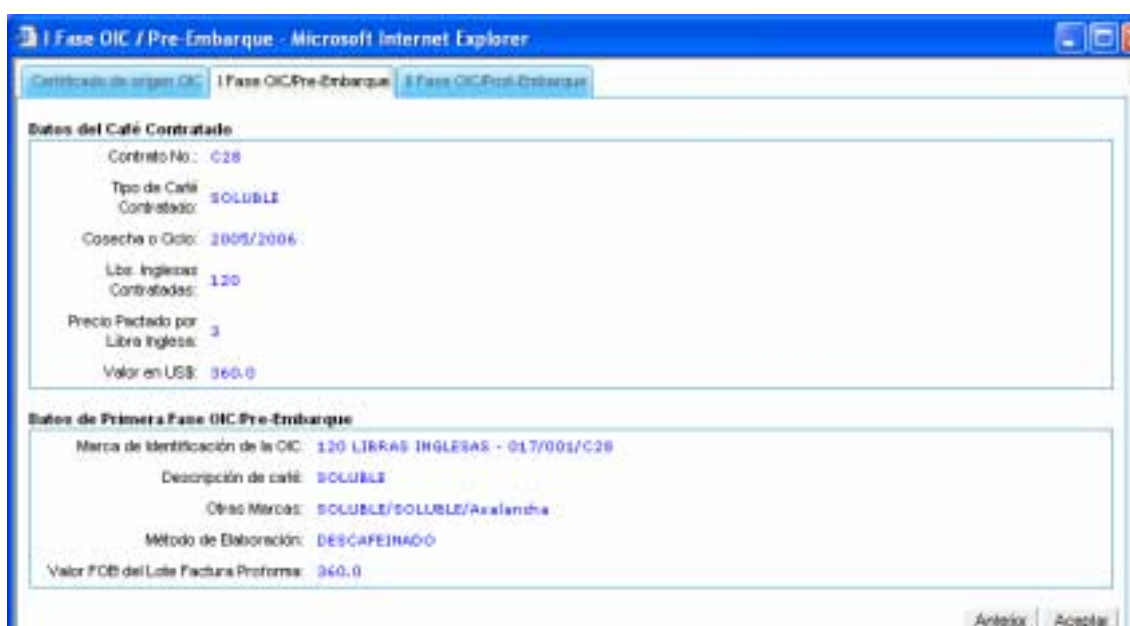 I Fase OIC / Pre-Embarque - Microsoft Internet Explorer
Certificado de origen OIC I Fase OIC/Pre-Embarque II Fase OIC/Post-Embarque
Datos del Café Contratado
Contrato No.: C28
Tipo de Café
Contratado: SOLUBLE
Cosecha o Ciclo: 2005/2006
Lbs. Inglesas
Contratadas: 120
Precio Pactado por
Libra Inglesa: 3
Valor en US$: 360.0
Datos de Primera Fase OIC/Pre-Embarque
Marca de Identificación de la OIC: 120 LIBRAS INGLESAS - 017/001/C28
Descripción de café: SOLUBLE
Otras Marcas: SOLUBLE/SOLUBLE/Avalancha
Método de Elaboración: DESCAFEINADO
Valor FOB del Lote Factura Proforma: 360.0
Anterior Aceptar